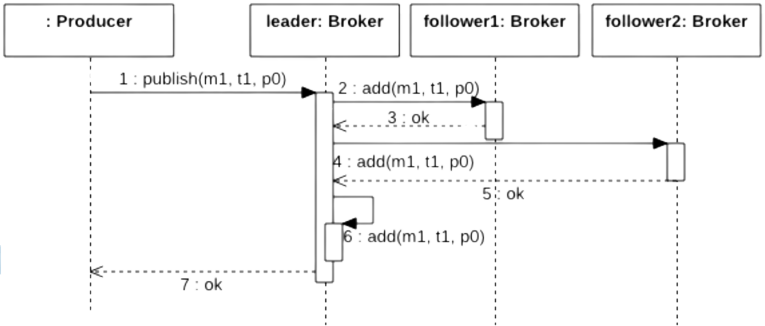 : Producer
leader: Broker
follower1: Broker
follower2: Broker
1 : publish(m1, t1, p0)
2 : add(m1, t1, p0)
3 : ok
4 : add(m1, t1, p0)
5 : ok
6 : add(m1, t1, p0)
7 : ok